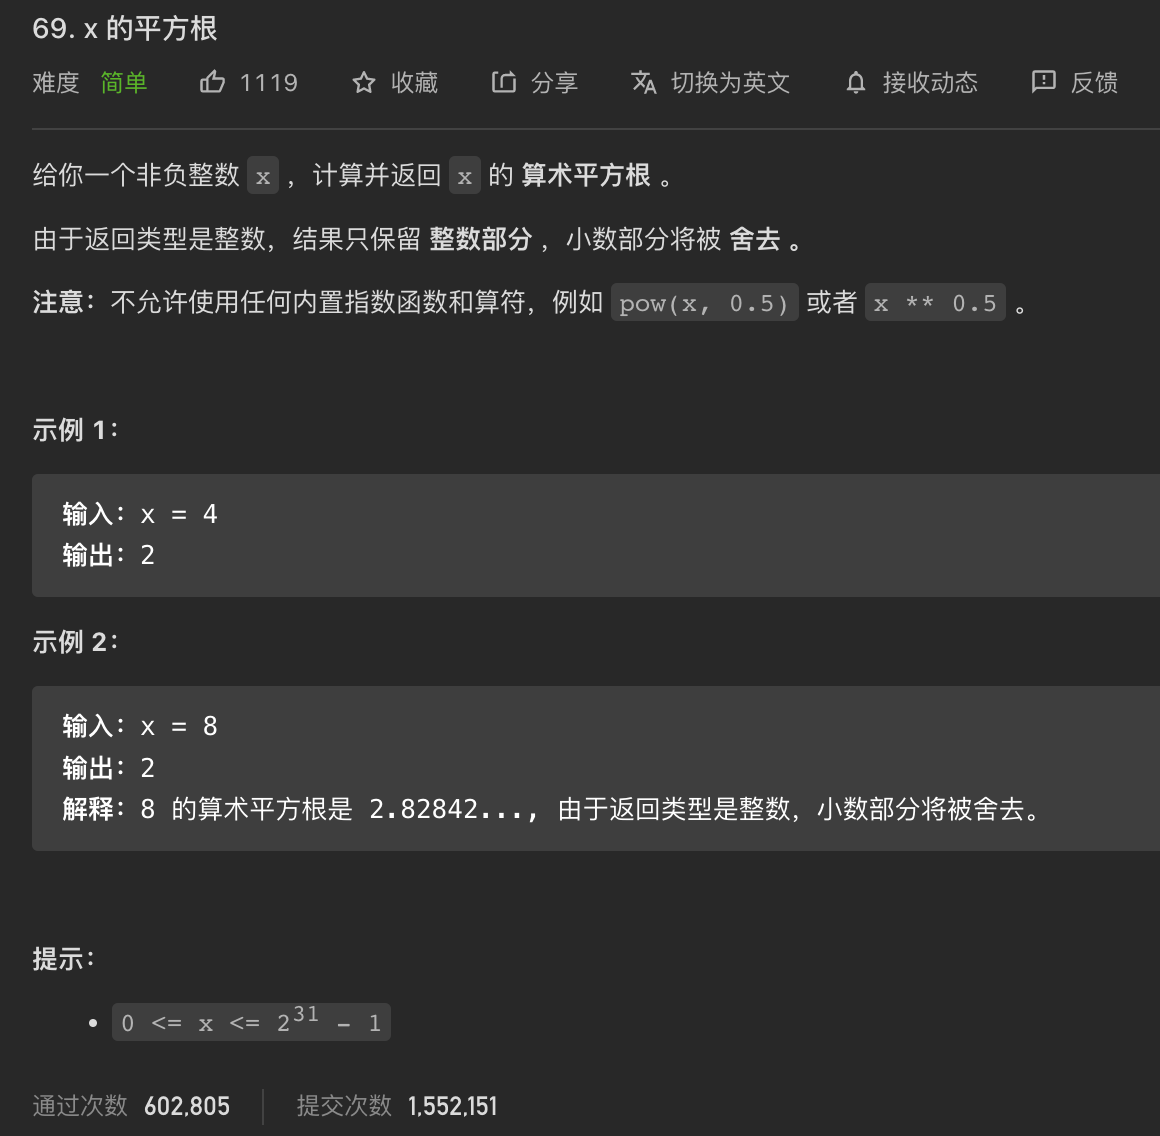 69. x 的平方根
难度 简单 1119 收藏 分享 切换为英文 接收动态 反馈
给你一个非负整数 x ，计算并返回 x 的 算术平方根 。
由于返回类型是整数，结果只保留 整数部分 ，小数部分将被 舍去 。
注意：不允许使用任何内置指数函数和算符，例如 pow(x, 0.5) 或者 x ** 0.5 。
示例 1：
输入：x = 4
输出：2
示例 2：
输入：x = 8
输出：2
解释：8 的算术平方根是 2.82842..., 由于返回类型是整数，小数部分将被舍去。
提示：
• 0 <= x <= 2^31 - 1
通过次数 602,805 提交次数 1,552,151